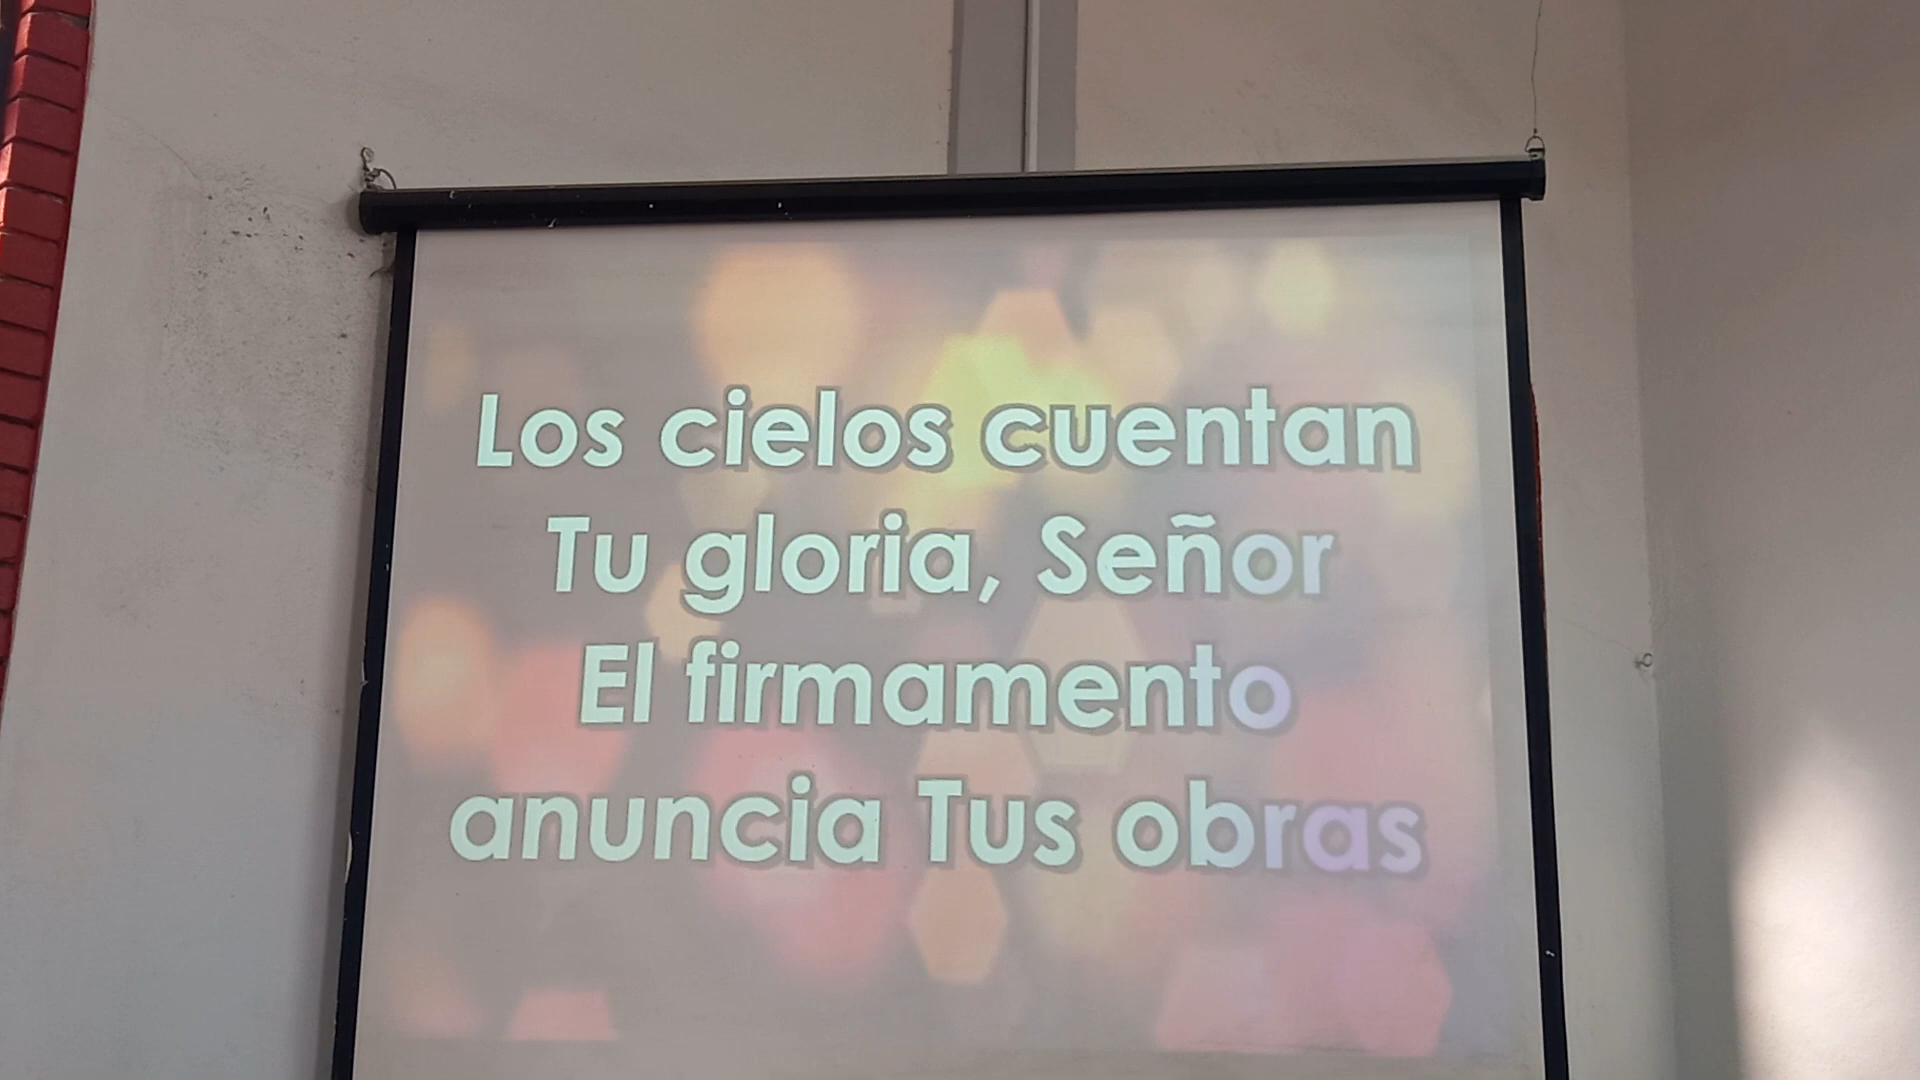 Los cielos cuentan
Tu gloria, Señor
El firmamento
anuncia Tus obras